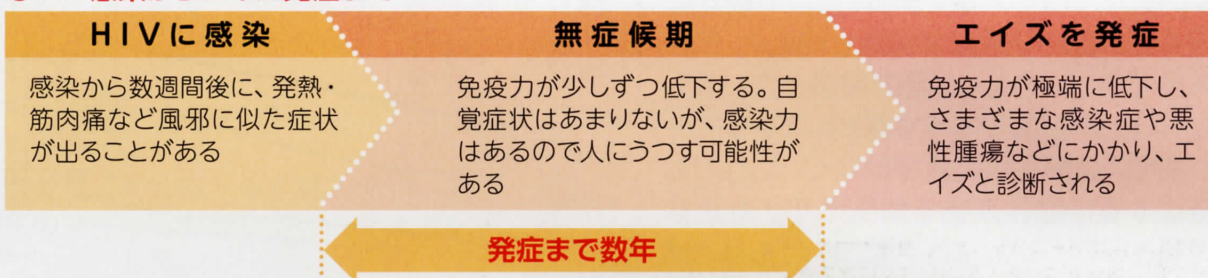 HIVに感染
感染から数週間後に、発熱・
筋肉痛など風邪に似た症状
が出ることがある
無症候期
免疫力が少しずつ低下する。自
覚症状はあまりないが、感染力
はあるので人にうつす可能性が
ある
エイズを発症
免疫力が極端に低下し、
さまざまな感染症や悪
性腫瘍などにかかり、エ
イズと診断される
発症まで数年